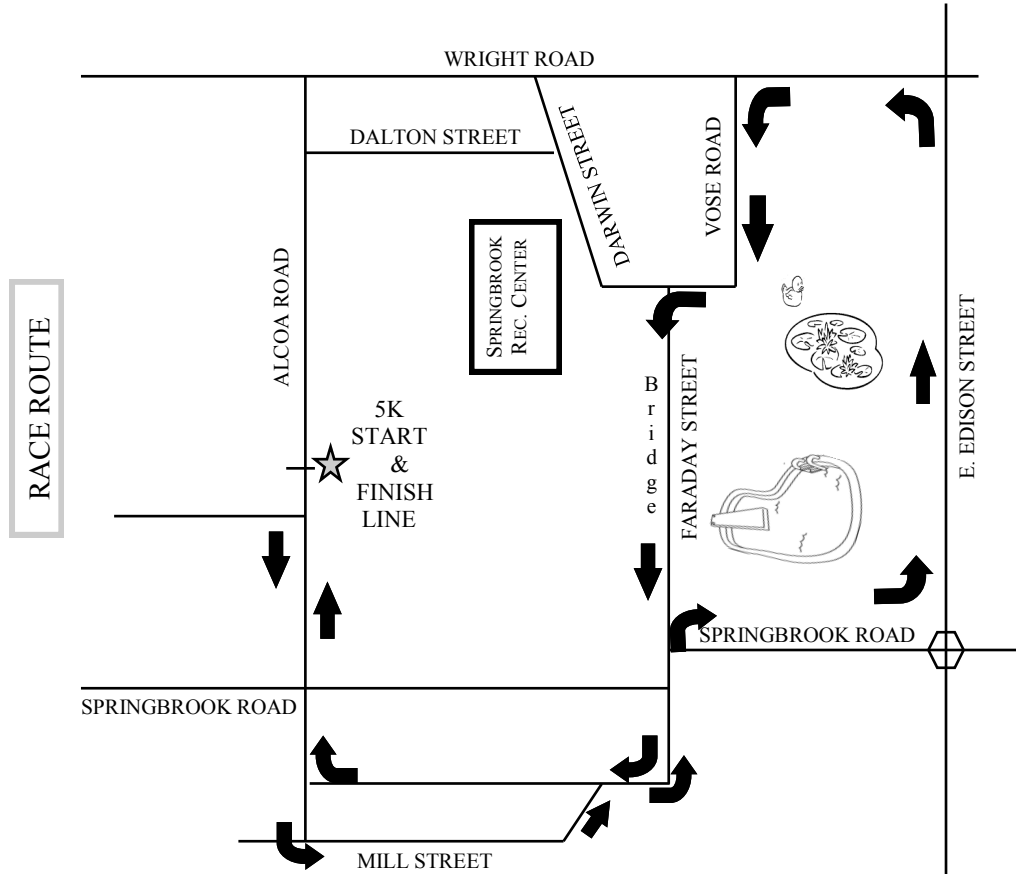 WRIGHT ROAD
DALTON STREET
DARWIN STREET
VOSE ROAD
SPRINGBROOK
REC. CENTER
ALCOA ROAD
RACE ROUTE
5K
START
&
FINISH
LINE
Bridge
FARADAY STREET
E. EDISON STREET
SPRINGBROOK ROAD
SPRINGBROOK ROAD
MILL STREET